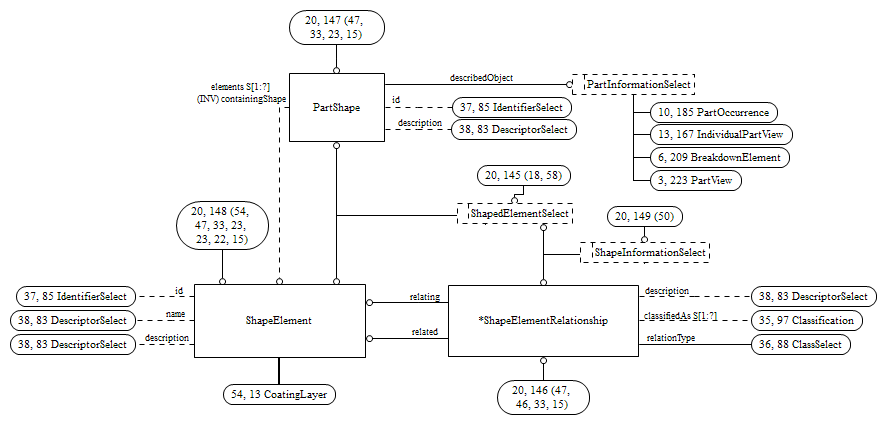 20, 147 (47,
33, 23, 15)
elements S[1:?]
(INV) containingShape
PartShape
describedObject
PartInformationSelect
id
37, 85 IdentifierSelect
description
38, 83 DescriptorSelect
10, 185 PartOccurrence
13, 167 IndividualPartView
6, 209 BreakdownElement
3, 223 PartView
20, 145 (18, 58)
ShapedElementSelect
20, 149 (50)
ShapeInformationSelect
20, 148 (54,
47, 33, 23,
23, 22, 15)
37, 85 IdentifierSelect
id
38, 83 DescriptorSelect
name
38, 83 DescriptorSelect
description
ShapeElement
relating
related
*ShapeElementRelationship
description
38, 83 DescriptorSelect
classifiedAs S[1:?]
35, 97 Classification
relationType
36, 88 ClassSelect
54, 13 CoatingLayer
20, 146 (47,
46, 33, 15)